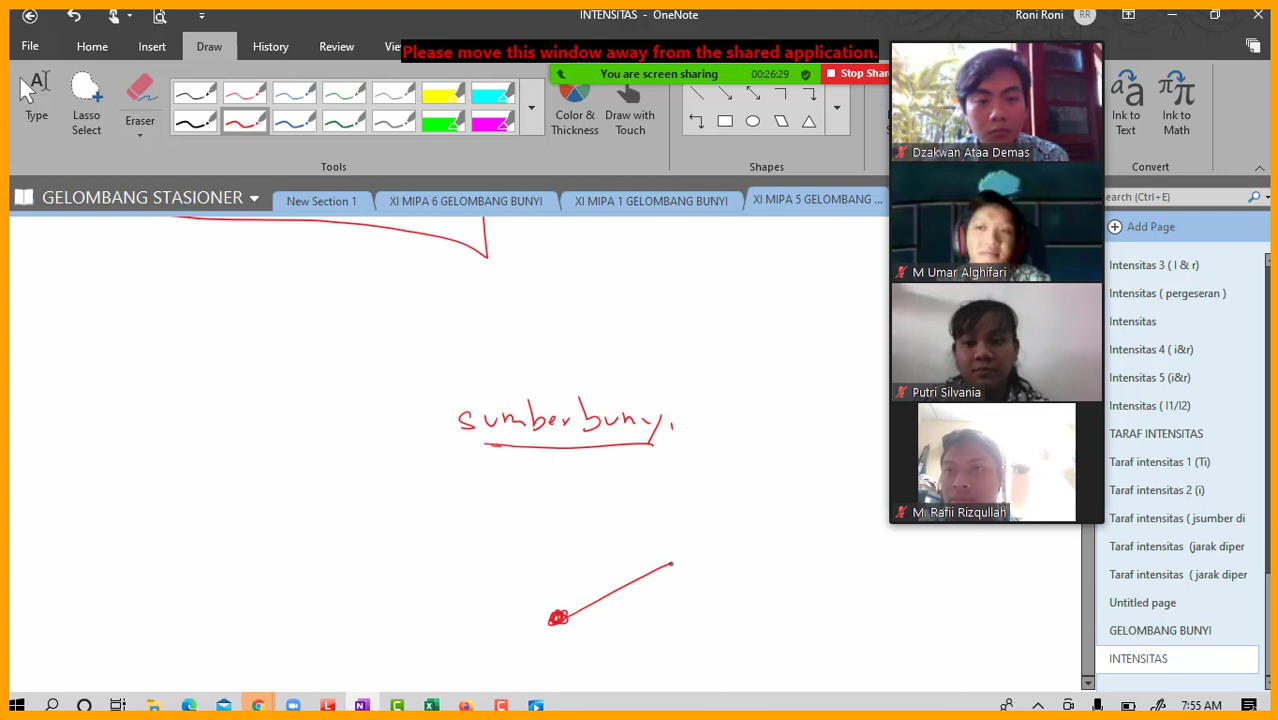 INTENSITAS - OneNote
Roni Roni RR
File Home Insert Draw History Review
Please move this window away from the shared application.
You are screen sharing 00:26:29 Stop Shar
Type
Lasso Select
Eraser
Color & Thickness
Draw with Touch
Ink to Text
Ink to Math
Tools
Shapes
Convert
GELOMBANG STASIONER
New Section 1
XI MIPA 6 GELOMBANG BUNYI
XI MIPA 1 GELOMBANG BUNYI
XI MIPA 5 GELOMBANG ...
earch (Ctrl+E)
Add Page
Intensitas 3 ( I & r)
Intensitas ( pergeseran )
Intensitas
Intensitas 4 ( i&r)
Intensitas 5 (i&r)
Intensitas ( I1/I2)
TARAF INTENSITAS
Taraf intensitas 1 (Ti)
Taraf intensitas 2 (i)
Taraf intensitas ( jsumber di
Taraf intensitas (jarak diper
Taraf intensitas ( jarak diper
Untitled page
GELOMBANG BUNYI
INTENSITAS
Dzakwan Ataa Demas
M Umar Alghifari
Putri Silvania
M. Rafii Rizqullah
sumber bunyi
7:55 AM